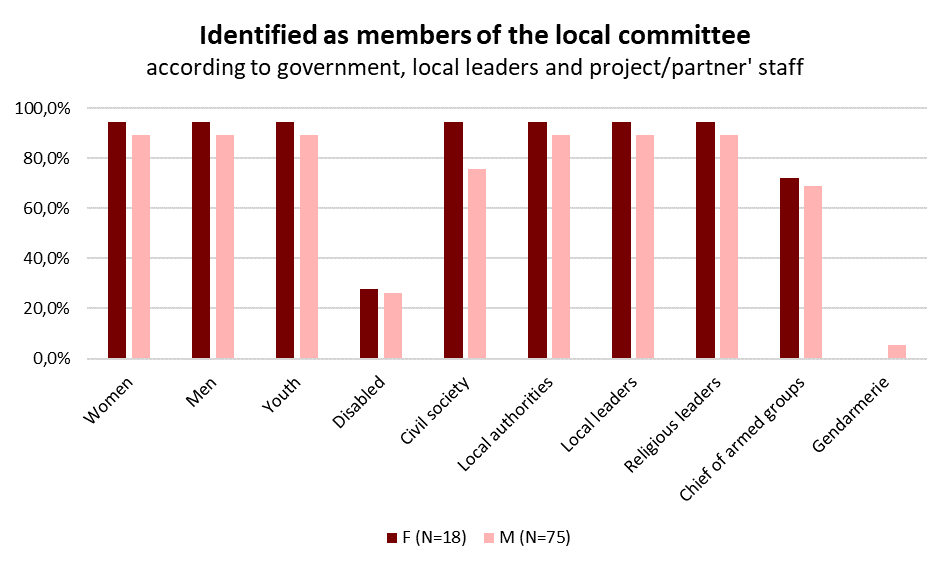 Identified as members of the local committee
according to government, local leaders and project/partner' staff
100,0%
80,0%
60,0%
40,0%
20,0%
0,0%
Women
Men
Youth
Disabled
Civil society
Local authorities
Local leaders
Religious leaders
Chief of armed groups
Gendarmerie
F (N=18)
M (N=75)